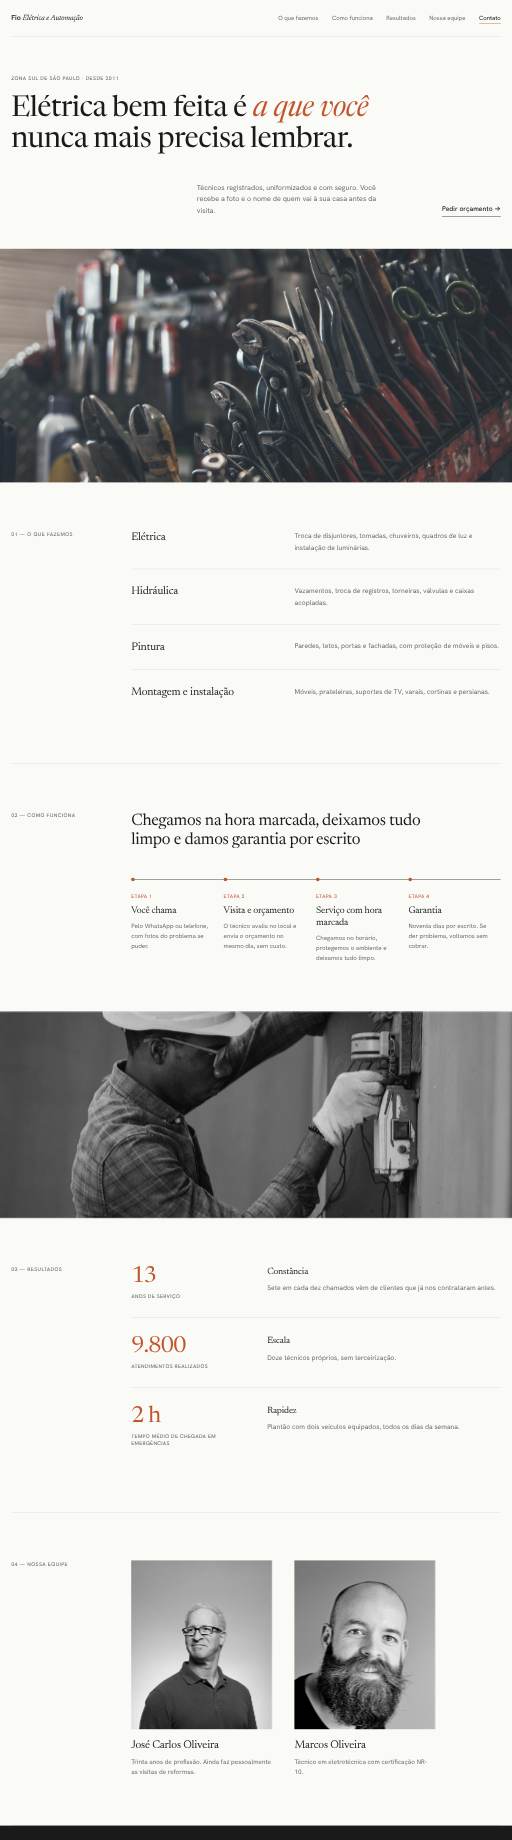 Fio Elétrica e Automação
O que fazemos
Como funciona
Resultados
Nossa equipe
Contato
ZONA SUL DE SÃO PAULO · DESDE 2011
Elétrica bem feita é a que você
nunca mais precisa lembrar.
Técnicos registrados, uniformizados e com seguro. Você
recebe a foto e o nome de quem vai à sua casa antes da
visita.
Pedir orçamento →
01 — O QUE FAZEMOS
Elétrica
Troca de disjuntores, tomadas, chuveiros, quadros de luz e
instalação de luminárias.
Hidráulica
Vazamentos, troca de registros, torneiras, válvulas e caixas
acopladas.
Pintura
Paredes, tetos, portas e fachadas, com proteção de móveis e pisos.
Montagem e instalação
Móveis, prateleiras, suportes de TV, varais, cortinas e persianas.
02 — COMO FUNCIONA
Chegamos na hora marcada, deixamos tudo
limpo e damos garantia por escrito
ETAPA 1
Você chama
Pelo WhatsApp ou telefone,
com fotos do problema se
puder.
ETAPA 2
Visita e orçamento
O técnico avalia no local e
envia o orçamento no
mesmo dia, sem custo.
ETAPA 3
Serviço com hora
marcada
Chegamos no horário,
protegemos o ambiente e
deixamos tudo limpo.
ETAPA 4
Garantia
Noventa dias por escrito. Se
der problema, voltamos sem
cobrar.
03 — RESULTADOS
13
ANOS DE SERVIÇO
Constância
Sete em cada dez chamados vêm de clientes que já nos contrataram antes.
9.800
ATENDIMENTOS REALIZADOS
Escala
Doze técnicos próprios, sem terceirização.
2 h
TEMPO MÉDIO DE CHEGADA EM
EMERGÊNCIAS
Rapidez
Plantão com dois veículos equipados, todos os dias da semana.
04 — NOSSA EQUIPE
José Carlos Oliveira
Trinta anos de profissão. Ainda faz pessoalmente
as visitas de reformas.
Marcos Oliveira
Técnico em eletrotécnica com certificação NR-
10.